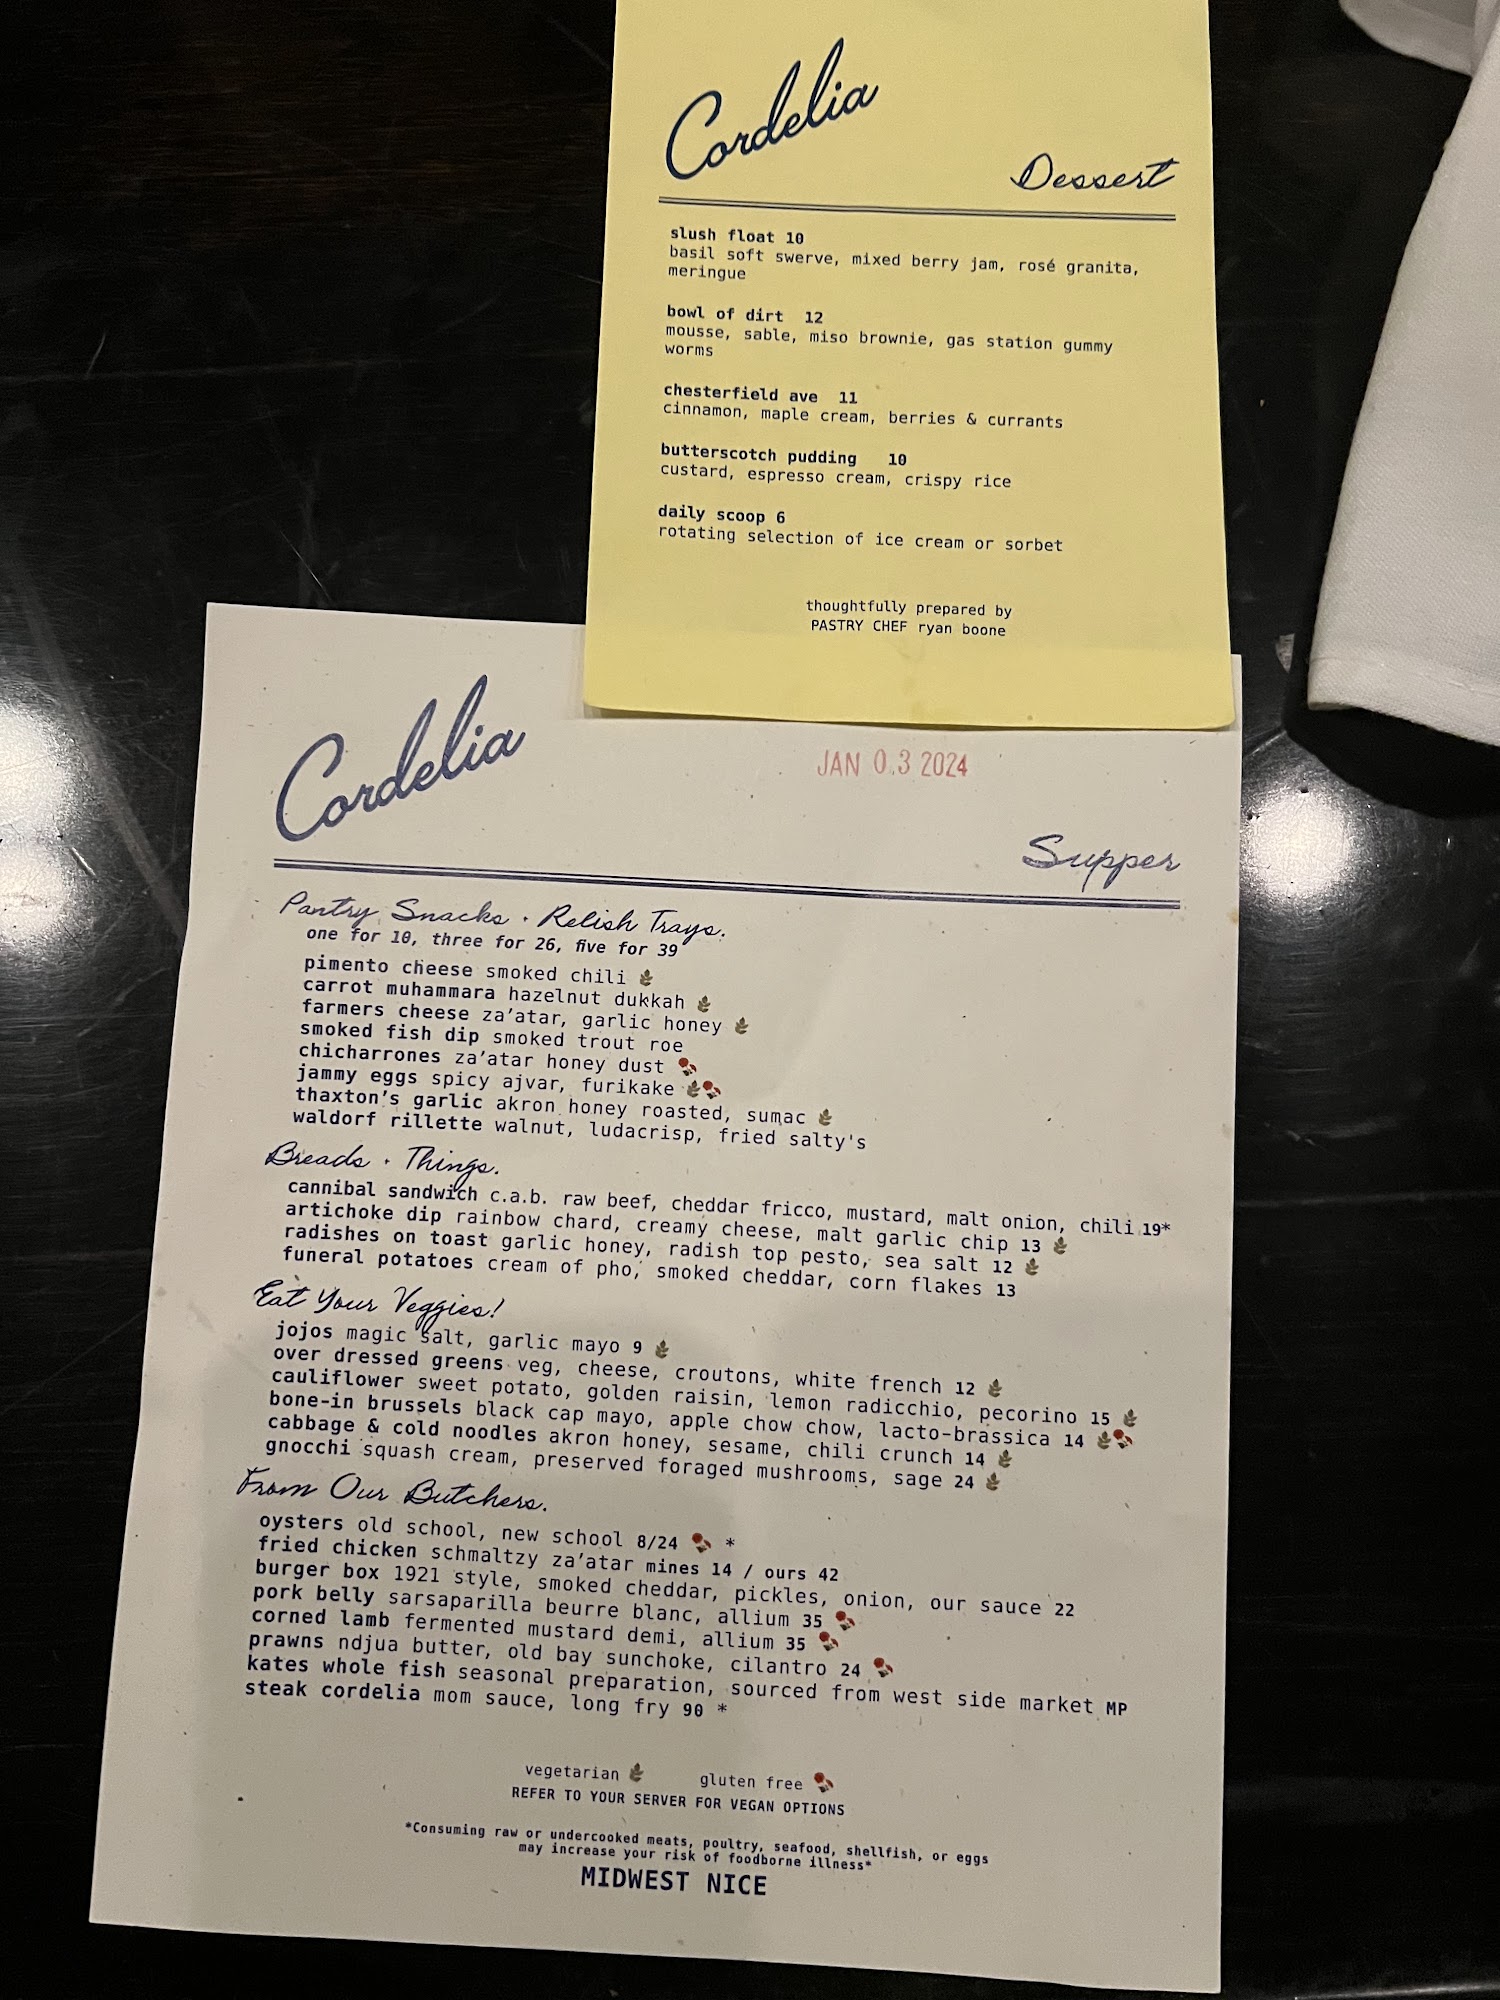 Cordelia
Dessert
slush float 10
basil soft swerve, mixed berry jam, rosé granita,
meringue
bowl of dirt 12
mousse, sable, miso brownie, gas station gummy
worms
chesterfield ave 11
cinnamon, maple cream, berries & currants
butterscotch pudding 10
custard, espresso cream, crispy rice
daily scoop 6
rotating selection of ice cream or sorbet
thoughtfully prepared by
PASTRY CHEF ryan boone
Cordelia
JAN 03 2024
Supper
Pantry Snacks · Relish Trays.
one for 10, three for 26, five for 39
pimento cheese smoked chili
carrot muhammara hazelnut dukkah
farmers cheese za'atar, garlic honey
smoked fish dip smoked trout roe
chicharrones za'atar honey dust
jammy eggs spicy ajvar, furikake
thaxton's garlic akron honey roasted, sumac
waldorf rillette walnut, ludacrisp, fried salty's
Breads · Things.
cannibal sandwich c.a.b. raw beef, cheddar fricco, mustard, malt onion, chili 19*
artichoke dip rainbow chard, creamy cheese, malt garlic chip 13
radishes on toast garlic honey, radish top pesto, sea salt 12
funeral potatoes cream of pho, smoked cheddar, corn flakes 13
Eat Your Veggies!
jojos magic salt, garlic mayo 9
over dressed greens veg, cheese, croutons, white french 12
cauliflower sweet potato, golden raisin, lemon radicchio, pecorino 15
bone-in brussels black cap mayo, apple chow chow, lacto-brassica 14
cabbage & cold noodles akron honey, sesame, chili crunch 14
gnocchi squash cream, preserved foraged mushrooms, sage 24
From Our Butchers.
oysters old school, new school 8/24 *
fried chicken schmaltzy za'atar mines 14 / ours 42
burger box 1921 style, smoked cheddar, pickles, onion, our sauce 22
pork belly sarsaparilla beurre blanc, allium 35
corned lamb fermented mustard demi, allium 35
prawns ndjua butter, old bay sunchoke, cilantro 24
kates whole fish seasonal preparation, sourced from west side market MP
steak cordelia mom sauce, long fry 90 *
vegetarian gluten free
REFER TO YOUR SERVER FOR VEGAN OPTIONS
*Consuming raw or undercooked meats, poultry, seafood, shellfish, or eggs
may increase your risk of foodborne illness*
MIDWEST NICE